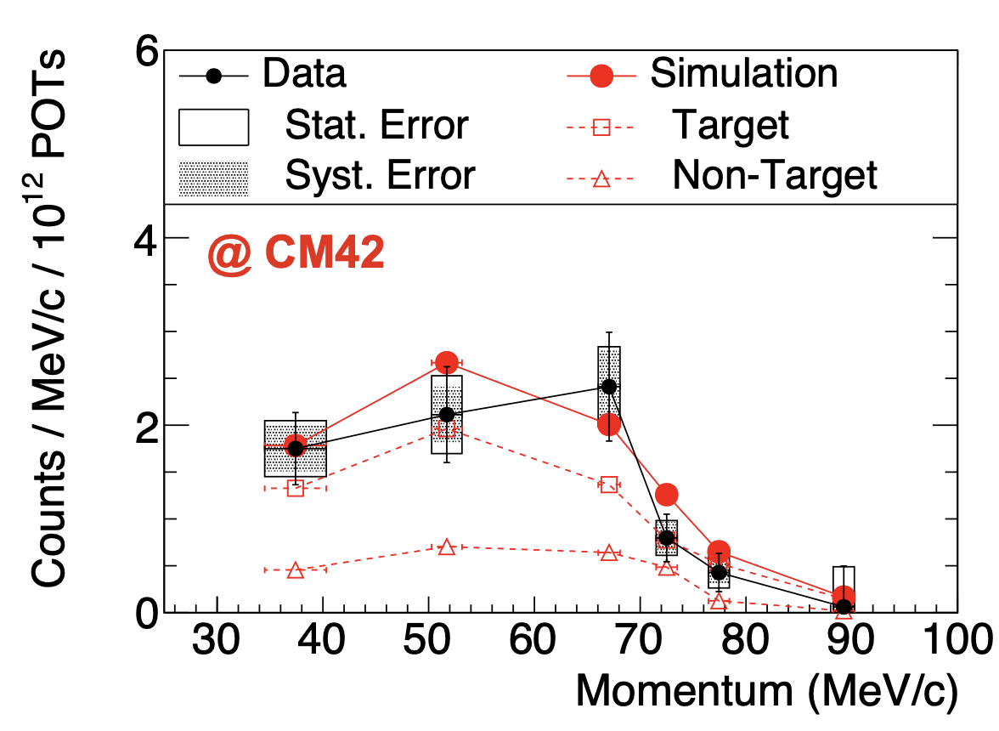 Counts / MeV/c / 10¹² POTs
6
Data
Simulation
Stat. Error
Target
Syst. Error
Non-Target
4
@ CM42
2
0
30 40 50 60 70 80 90 100
Momentum (MeV/c)